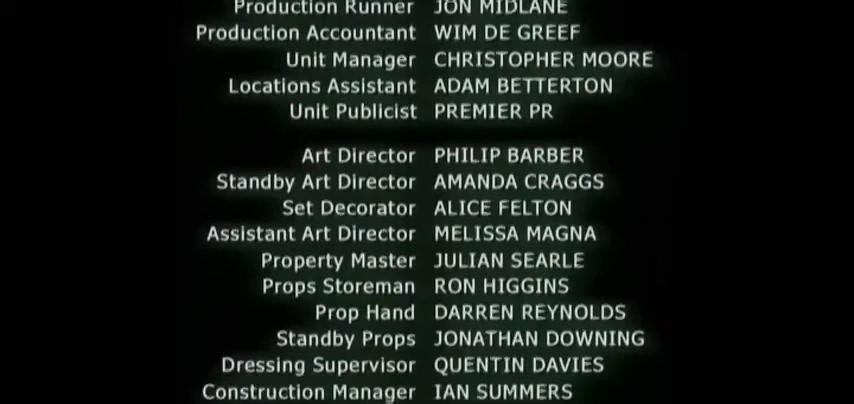 Production Runner JON MIDLANE
Production Accountant WIM DE GREEF
Unit Manager CHRISTOPHER MOORE
Locations Assistant ADAM BETTERTON
Unit Publicist PREMIER PR
Art Director PHILIP BARBER
Standby Art Director AMANDA CRAGGS
Set Decorator ALICE FELTON
Assistant Art Director MELISSA MAGNA
Property Master JULIAN SEARLE
Props Storeman RON HIGGINS
Prop Hand DARREN REYNOLDS
Standby Props JONATHAN DOWNING
Dressing Supervisor QUENTIN DAVIES
Construction Manager IAN SUMMERS